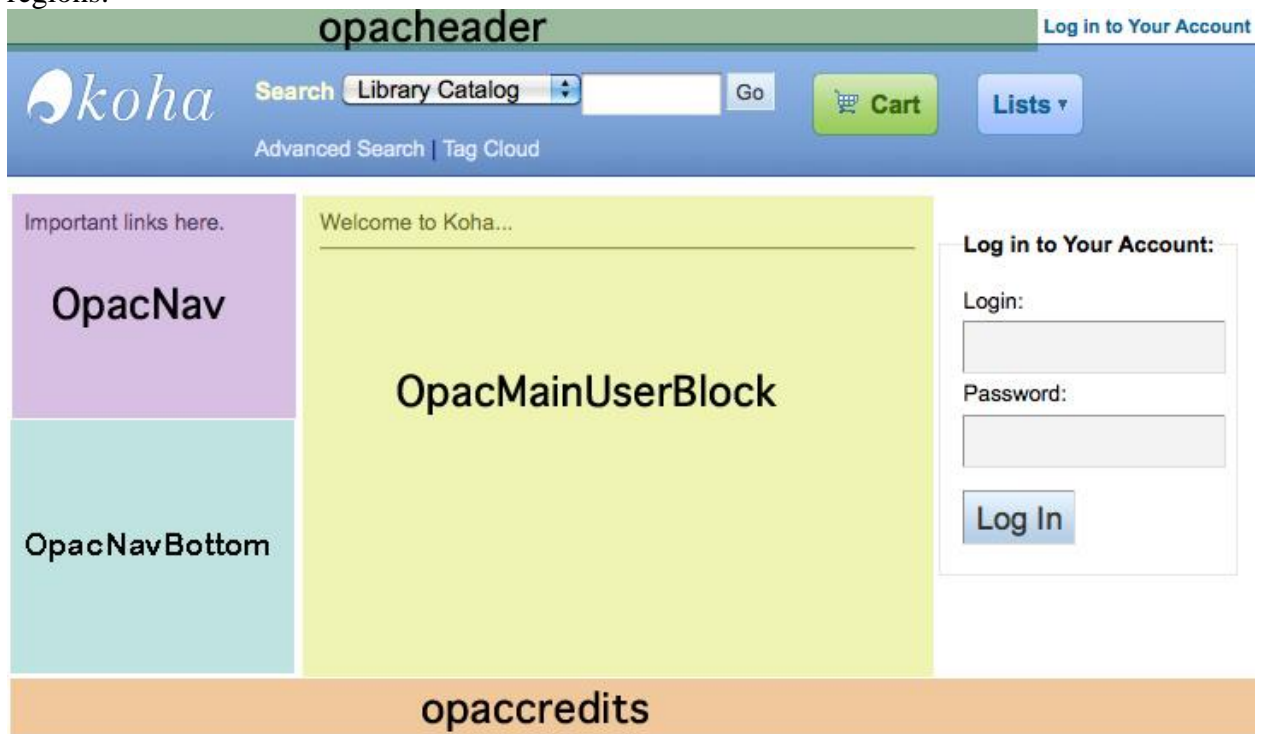 regions.
opacheader
Log in to Your Account
koha
Search Library Catalog Go
Cart
Lists
Advanced Search | Tag Cloud
Important links here.
OpacNav
OpacNavBottom
Welcome to Koha...
OpacMainUserBlock
Log in to Your Account:
Login:
Password:
Log In
opaccredits